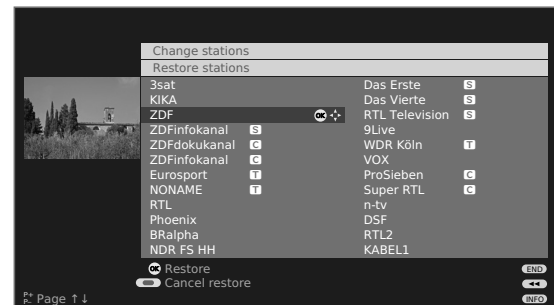 Change stations
Restore stations
3sat
KIKA
ZDF OK
ZDFinfokanal S
ZDFdokukanal C
ZDFinfokanal C
Eurosport T
NONAME T
RTL
Phoenix
BRalpha
NDR FS HH
Das Erste S
Das Vierte S
RTL Television S
9Live
WDR Köln T
VOX
ProSieben C
Super RTL C
n-tv
DSF
RTL2
KABEL1
OK Restore
Cancel restore
P+
P- Page ↑↓
END
◀◀
INFO